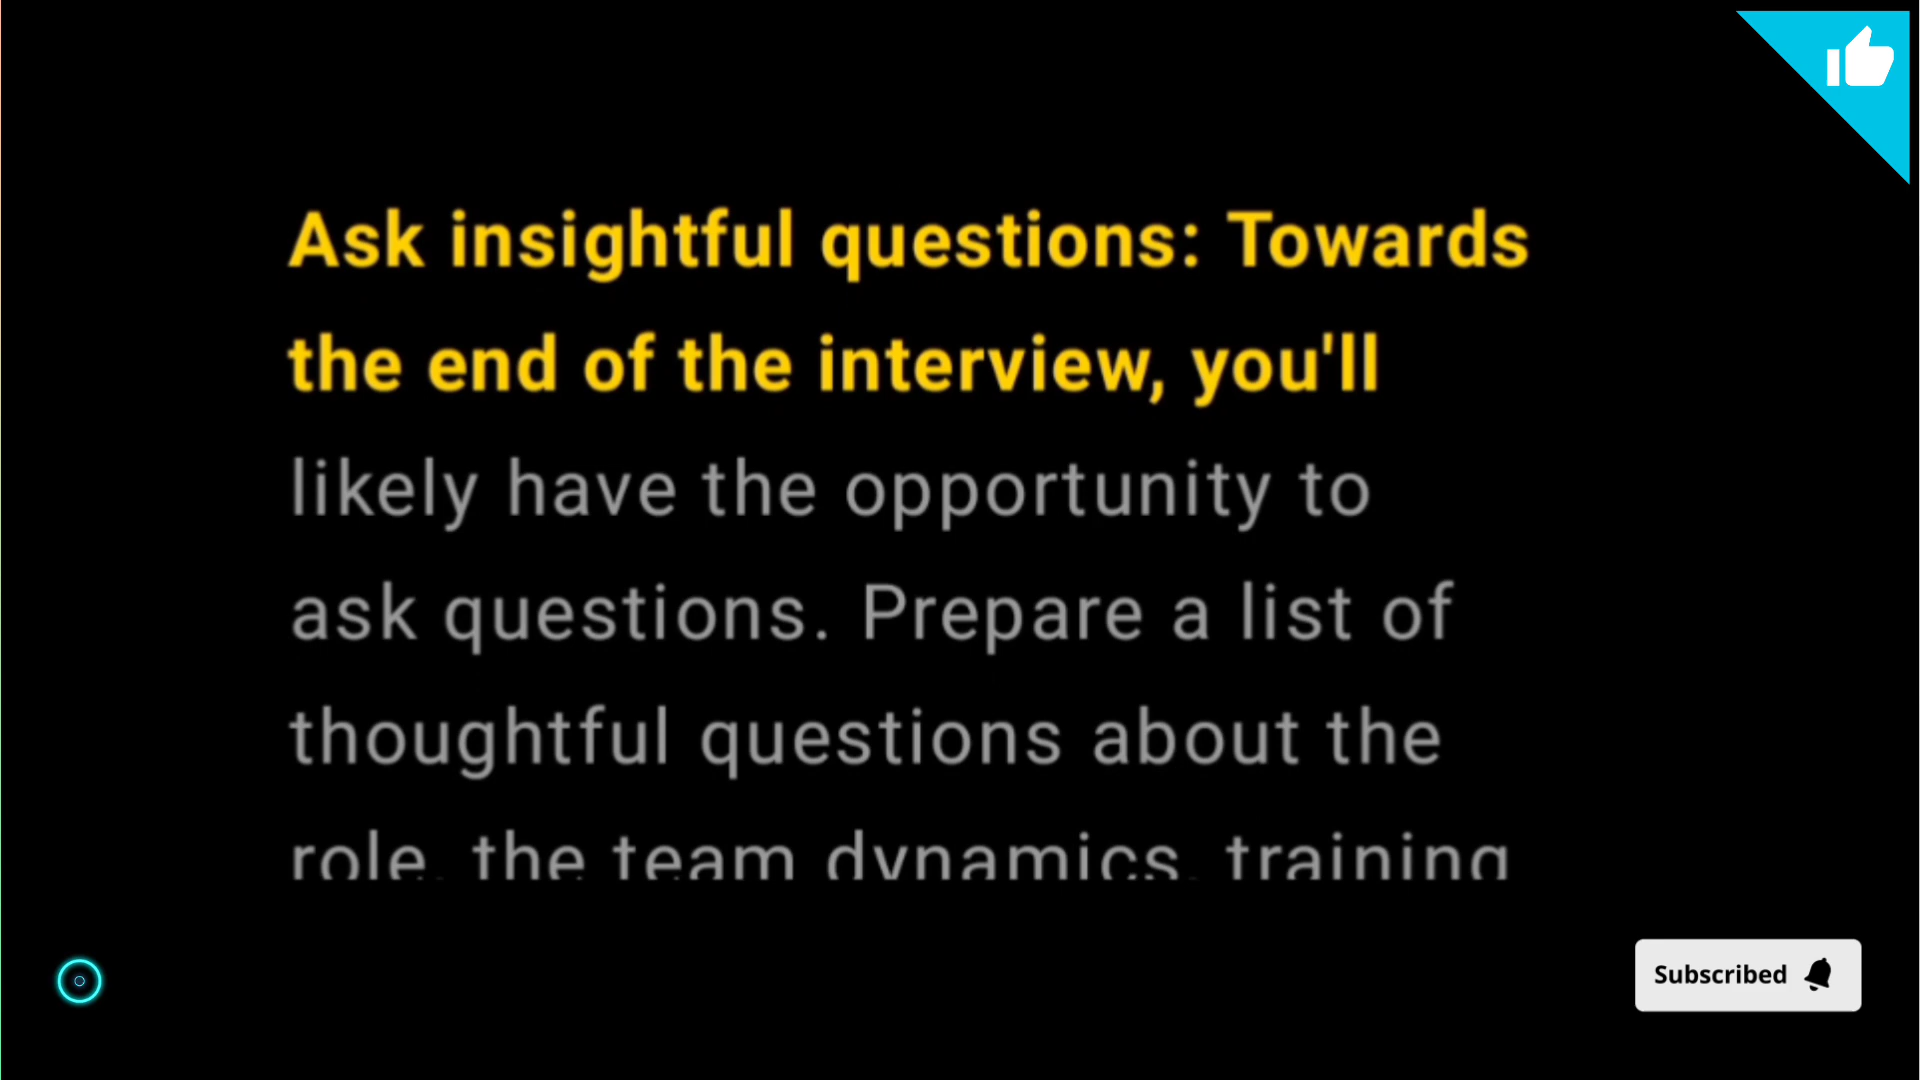 Ask insightful questions: Towards
the end of the interview, you'll
likely have the opportunity to
ask questions. Prepare a list of
thoughtful questions about the
role, the team dynamics, training
Subscribed